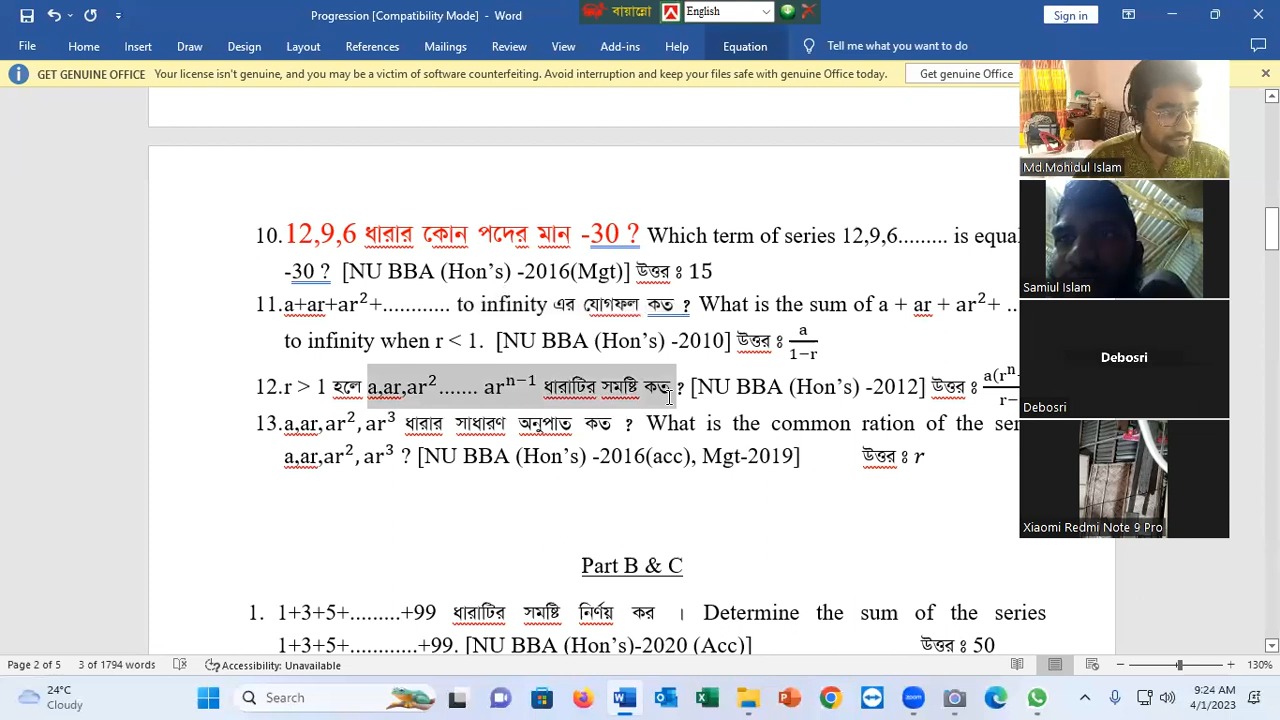 Progression [Compatibility Mode] - Word
বায়ান্নো
English
Sign in
File
Home
Insert
Draw
Design
Layout
References
Mailings
Review
View
Add-ins
Help
Equation
Tell me what you want to do
GET GENUINE OFFICE Your license isn't genuine, and you may be a victim of software counterfeiting. Avoid interruption and keep your files safe with genuine Office today.
Get genuine Office
10.12,9,6 ধারার কোন পদের মান -30 ? Which term of series 12,9,6......... is equa
-30 ? [NU BBA (Hon’s) -2016(Mgt)] উত্তর ঃ 15
11.a+ar+ar²+............ to infinity এর যোগফল কত ? What is the sum of a + ar + ar²+ ..
to infinity when r < 1. [NU BBA (Hon’s) -2010] উত্তর ঃ a/(1−r)
12.r > 1 হলে a,ar,ar²....... arⁿ⁻¹ ধারাটির সমষ্টি কত ? [NU BBA (Hon’s) -2012] উত্তর ঃ a(rⁿ / r−
13.a,ar,ar², ar³ ধারার সাধারণ অনুপাত কত ? What is the common ration of the se
a,ar,ar², ar³ ? [NU BBA (Hon’s) -2016(acc), Mgt-2019] উত্তর ঃ r
Part B & C
1. 1+3+5+.........+99 ধারাটির সমষ্টি নির্ণয় কর । Determine the sum of the series
1+3+5+............+99. [NU BBA (Hon’s)-2020 (Acc)] উত্তর ঃ 50
Md.Mohidul Islam
Samiul Islam
Debosri
Debosri
Xiaomi Redmi Note 9 Pro
Page 2 of 5
3 of 1794 words
Accessibility: Unavailable
130%
24°C
Cloudy
Search
9:24 AM
4/1/2023